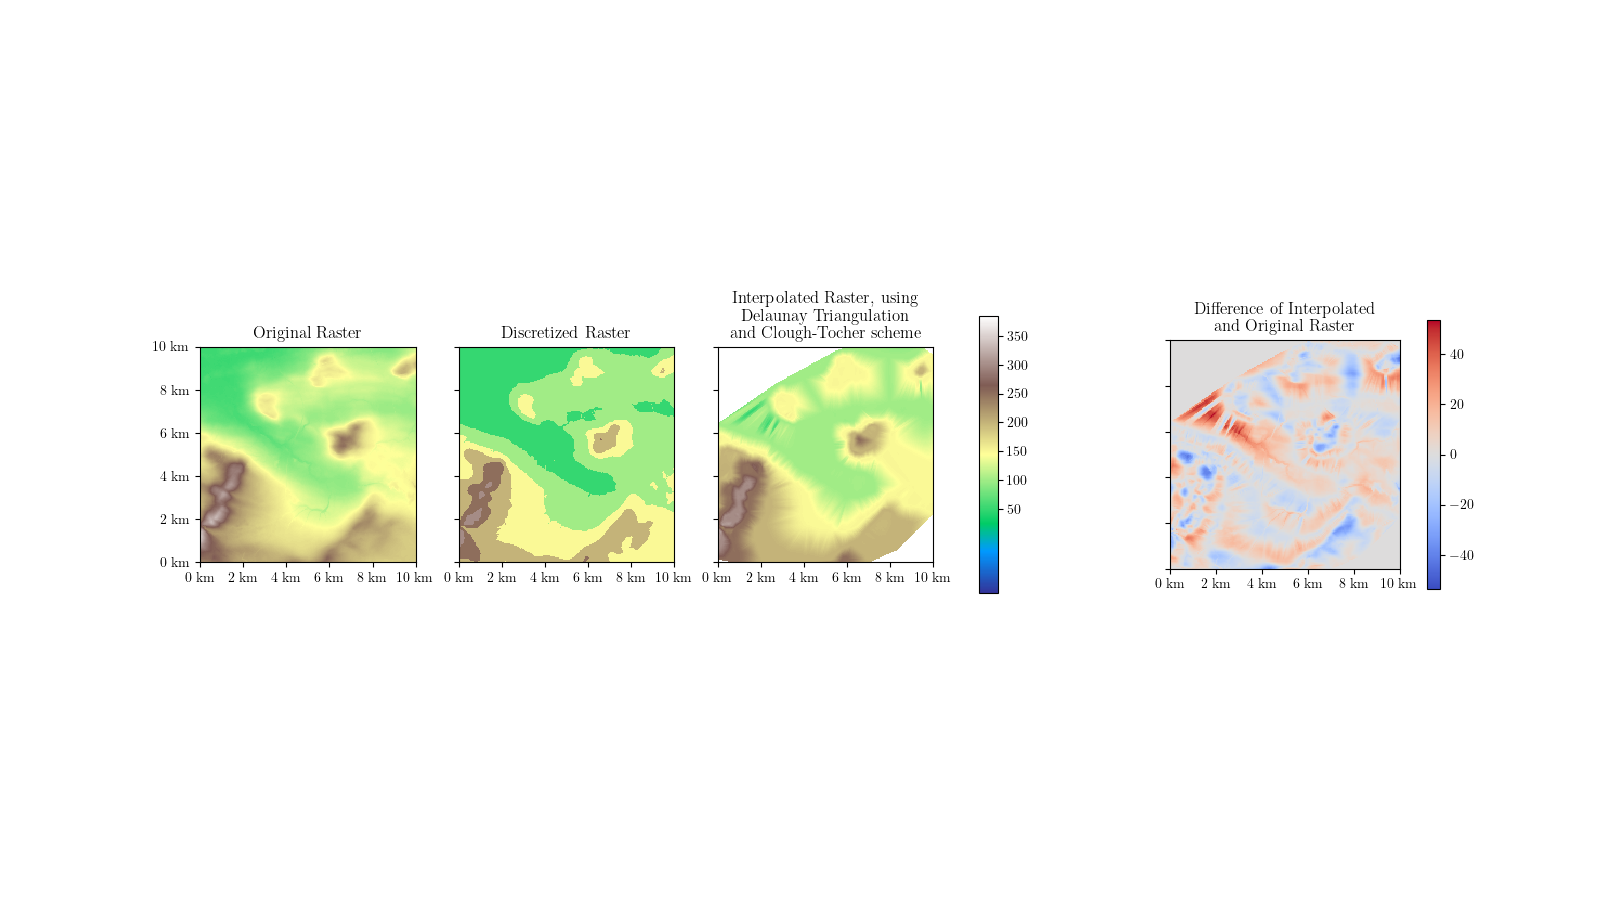 Interpolated Raster, using
Delaunay Triangulation
and Clough-Tocher scheme
Difference of Interpolated
and Original Raster
Original Raster
Discretized Raster
10 km
8 km
6 km
4 km
2 km
0 km
0 km 2 km 4 km 6 km 8 km 10 km
0 km 2 km 4 km 6 km 8 km 10 km
0 km 2 km 4 km 6 km 8 km 10 km
350
300
250
200
150
100
50
0 km 2 km 4 km 6 km 8 km 10 km
40
20
0
−20
−40